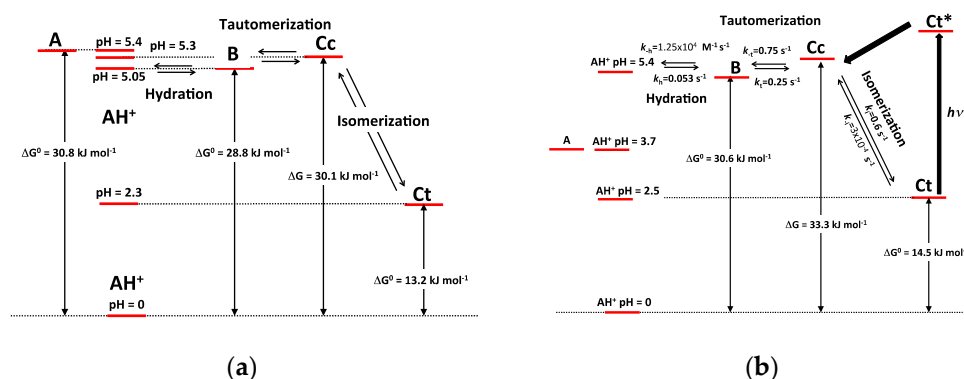 Tautomerization
A
pH = 5.4
pH = 5.3
B
Cc
pH = 5.05
Hydration
AH⁺
Isomerization
ΔG⁰ = 30.8 kJ mol⁻¹
ΔG⁰ = 28.8 kJ mol⁻¹
ΔG = 30.1 kJ mol⁻¹
pH = 2.3
Ct
ΔG⁰ = 13.2 kJ mol⁻¹
AH⁺
pH = 0
(a)
Ct*
Tautomerization
k₋ₕ = 1.25x10⁴ M⁻¹ s⁻¹
k₋ₜ=0.75 s⁻¹
Cc
AH⁺ pH = 5.4
B
kₕ = 0.053 s⁻¹
kₜ = 0.25 s⁻¹
Hydration
Isomerization
kᵢ=0.6 s⁻¹
k₋ᵢ=3x10⁻⁴ s⁻¹
hν
A
AH⁺ pH = 3.7
ΔG⁰ = 30.6 kJ mol⁻¹
AH⁺ pH = 2.5
Ct
ΔG = 33.3 kJ mol⁻¹
ΔG⁰ = 14.5 kJ mol
AH⁺ pH = 0
(b)